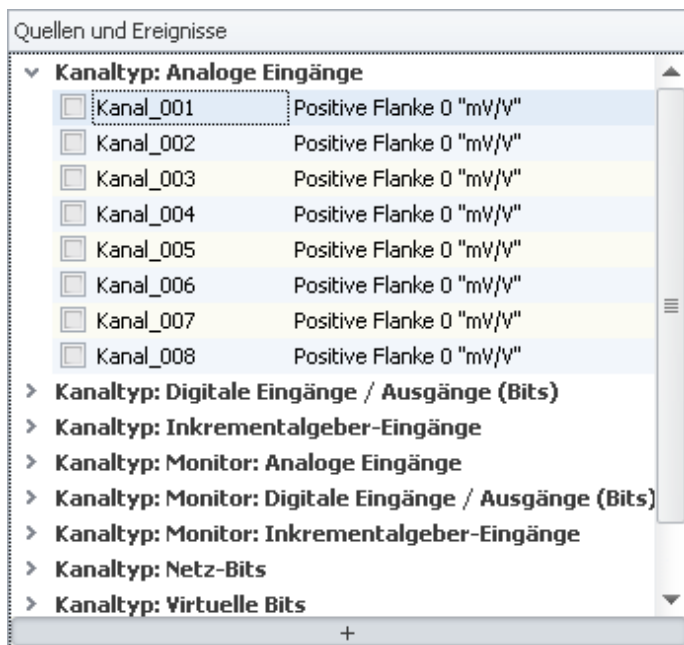 Quellen und Ereignisse
Kanaltyp: Analoge Eingänge
Kanal_001 Positive Flanke 0 "mV/V"
Kanal_002 Positive Flanke 0 "mV/V"
Kanal_003 Positive Flanke 0 "mV/V"
Kanal_004 Positive Flanke 0 "mV/V"
Kanal_005 Positive Flanke 0 "mV/V"
Kanal_006 Positive Flanke 0 "mV/V"
Kanal_007 Positive Flanke 0 "mV/V"
Kanal_008 Positive Flanke 0 "mV/V"
Kanaltyp: Digitale Eingänge / Ausgänge (Bits)
Kanaltyp: Inkrementalgeber-Eingänge
Kanaltyp: Monitor: Analoge Eingänge
Kanaltyp: Monitor: Digitale Eingänge / Ausgänge (Bits)
Kanaltyp: Monitor: Inkrementalgeber-Eingänge
Kanaltyp: Netz-Bits
Kanaltyp: Virtuelle Bits
+